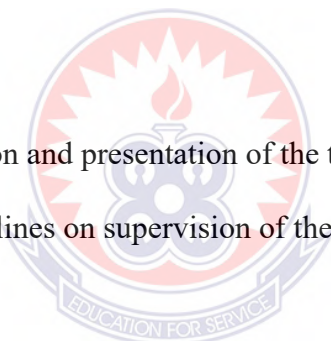 on and presentation of the t
lines on supervision of the
EDUCATION FOR SERVICE